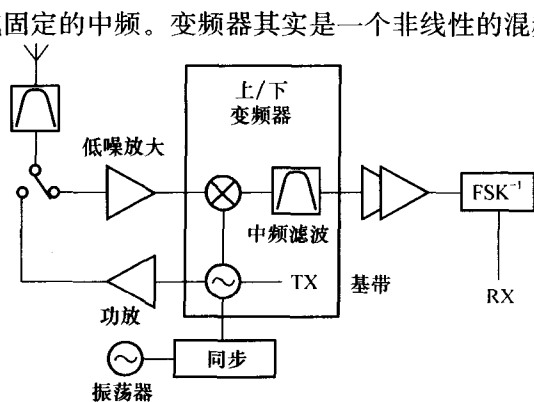 固定的中频。变频器其实是一个非线性的混
上/下
变频器
低噪放大
中频滤波
FSK⁻¹
TX
基带
RX
功放
同步
振荡器